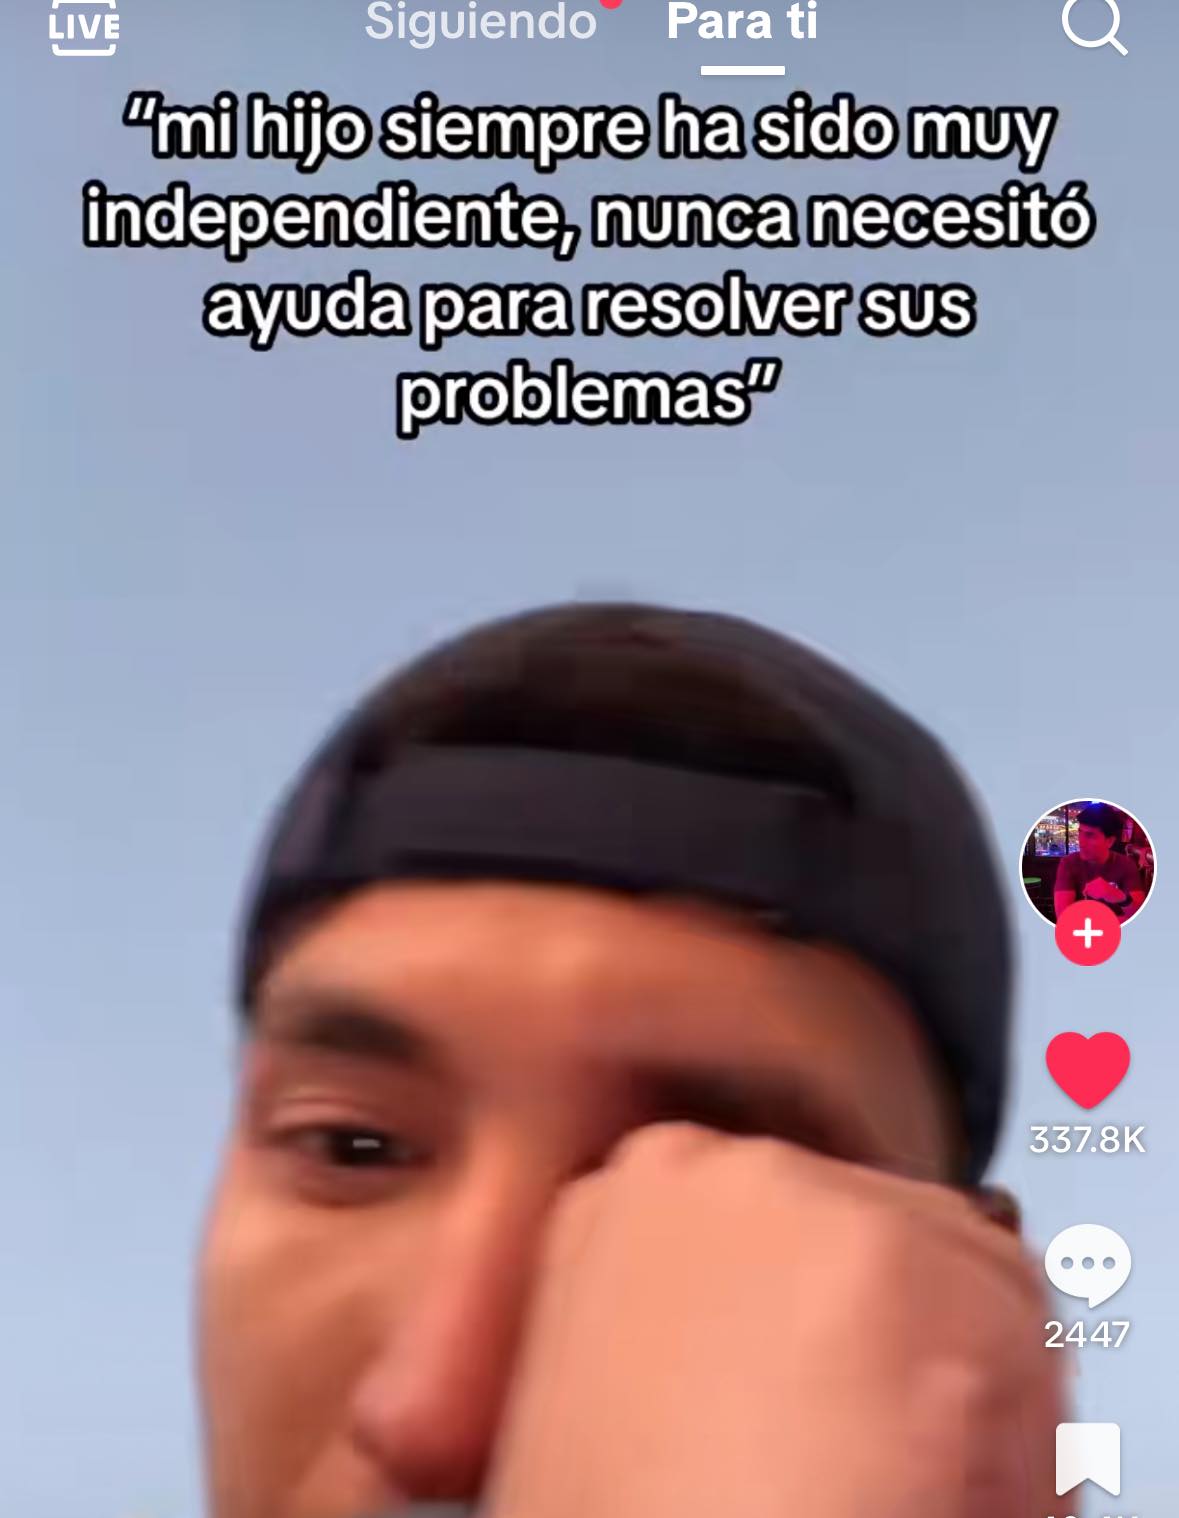 LIVE
Siguiendo
Para ti
“mi hijo siempre ha sido muy
independiente, nunca necesitó
ayuda para resolver sus
problemas”
337.8K
2447